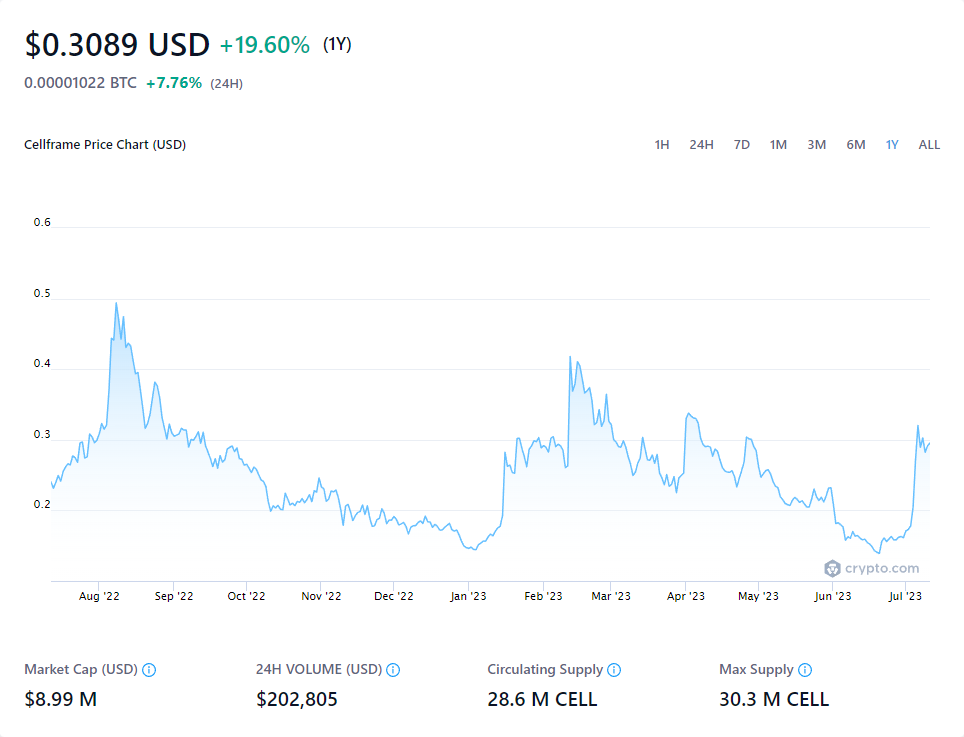 $0.3089 USD +19.60% (1Y)
0.00001022 BTC +7.76% (24H)
Cellframe Price Chart (USD) 1H 24H 7D 1M 3M 6M 1Y ALL
0.6
0.5
0.4
0.3
0.2
crypto.com
Aug '22 Sep '22 Oct '22 Nov '22 Dec '22 Jan '23 Feb '23 Mar '23 Apr '23 May '23 Jun '23 Jul '23
Market Cap (USD) 24H VOLUME (USD) Circulating Supply Max Supply
$8.99 M $202,805 28.6 M CELL 30.3 M CELL